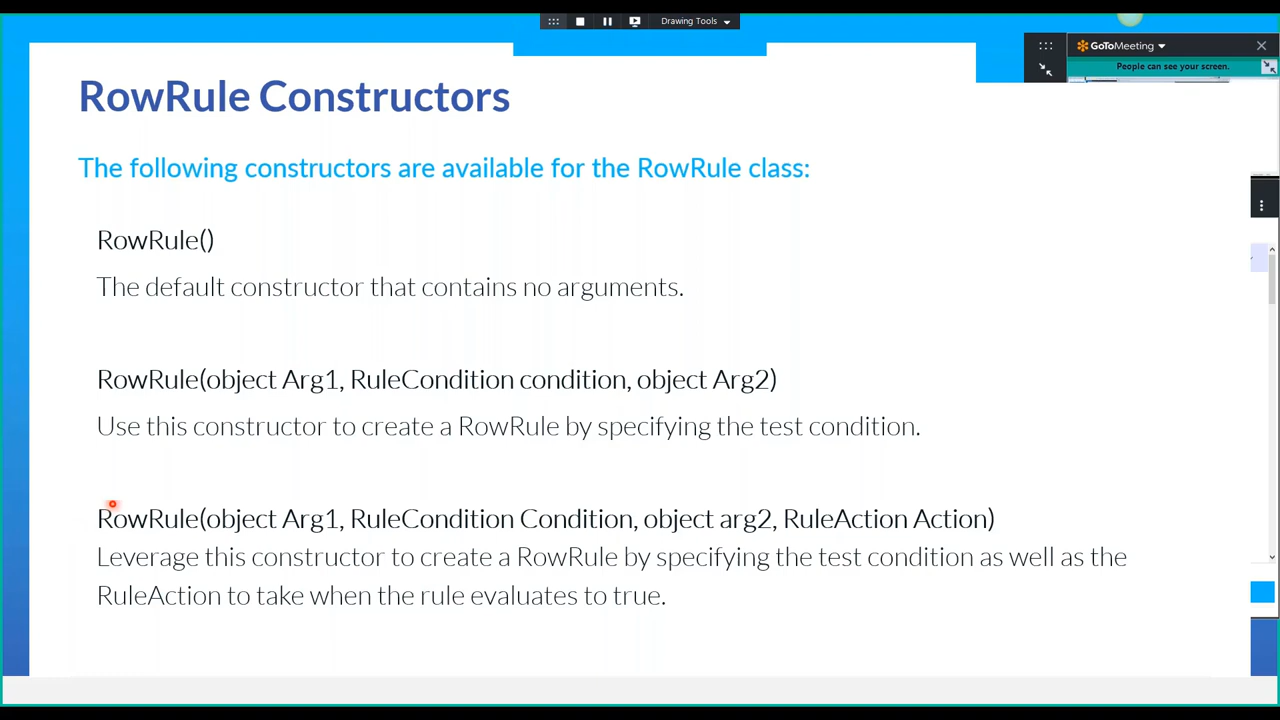 Drawing Tools
GoToMeeting
People can see your screen.
RowRule Constructors
The following constructors are available for the RowRule class:
RowRule()
The default constructor that contains no arguments.
RowRule(object Arg1, RuleCondition condition, object Arg2)
Use this constructor to create a RowRule by specifying the test condition.
RowRule(object Arg1, RuleCondition Condition, object arg2, RuleAction Action)
Leverage this constructor to create a RowRule by specifying the test condition as well as the
RuleAction to take when the rule evaluates to true.